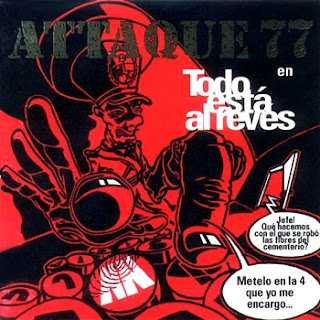 ATTAQUE 77
en
Todo
está
al revés
Jefe!
Qué hacemos
con el que se robó
las flores del
cementerio?
Metelo en la 4
que yo me
encargo...